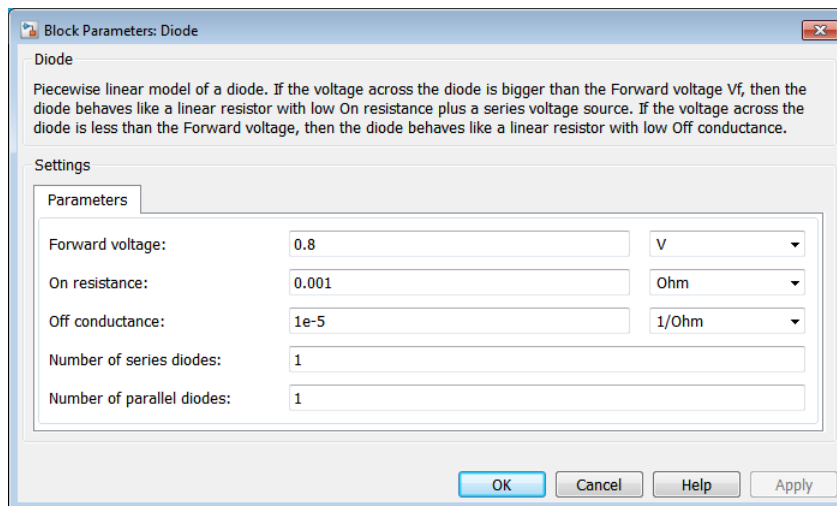 Block Parameters: Diode
Diode
Piecewise linear model of a diode. If the voltage across the diode is bigger than the Forward voltage Vf, then the
diode behaves like a linear resistor with low On resistance plus a series voltage source. If the voltage across the
diode is less than the Forward voltage, then the diode behaves like a linear resistor with low Off conductance.
Settings
Parameters
Forward voltage: 0.8 V
On resistance: 0.001 Ohm
Off conductance: 1e-5 1/Ohm
Number of series diodes: 1
Number of parallel diodes: 1
OK Cancel Help Apply